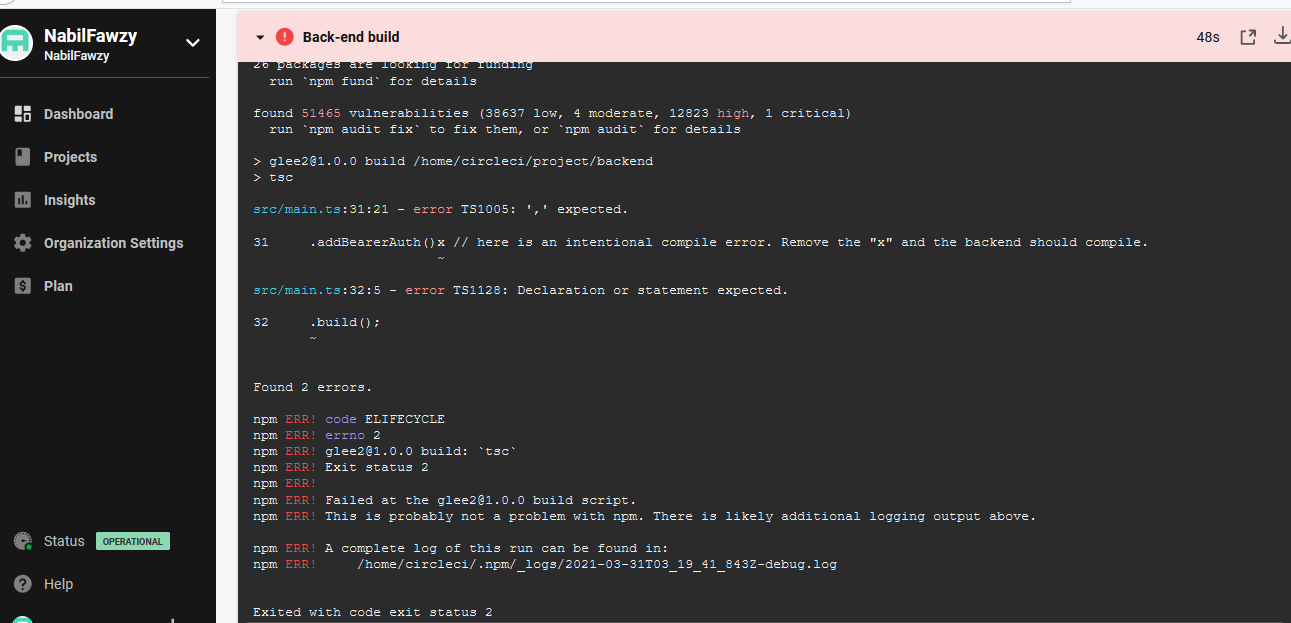 NabilFawzy
NabilFawzy
Dashboard
Projects
Insights
Organization Settings
Plan
Status OPERATIONAL
Help
Back-end build 48s
26 packages are looking for funding
  run `npm fund` for details
found 51465 vulnerabilities (38637 low, 4 moderate, 12823 high, 1 critical)
  run `npm audit fix` to fix them, or `npm audit` for details
> glee2@1.0.0 build /home/circleci/project/backend
> tsc
src/main.ts:31:21 - error TS1005: ',' expected.
31     .addBearerAuth()x // here is an intentional compile error. Remove the "x" and the backend should compile.
~
src/main.ts:32:5 - error TS1128: Declaration or statement expected.
32     .build();
~
Found 2 errors.
npm ERR! code ELIFECYCLE
npm ERR! errno 2
npm ERR! glee2@1.0.0 build: `tsc`
npm ERR! Exit status 2
npm ERR!
npm ERR! Failed at the glee2@1.0.0 build script.
npm ERR! This is probably not a problem with npm. There is likely additional logging output above.
npm ERR! A complete log of this run can be found in:
npm ERR!     /home/circleci/.npm/_logs/2021-03-31T03_19_41_843Z-debug.log
Exited with code exit status 2